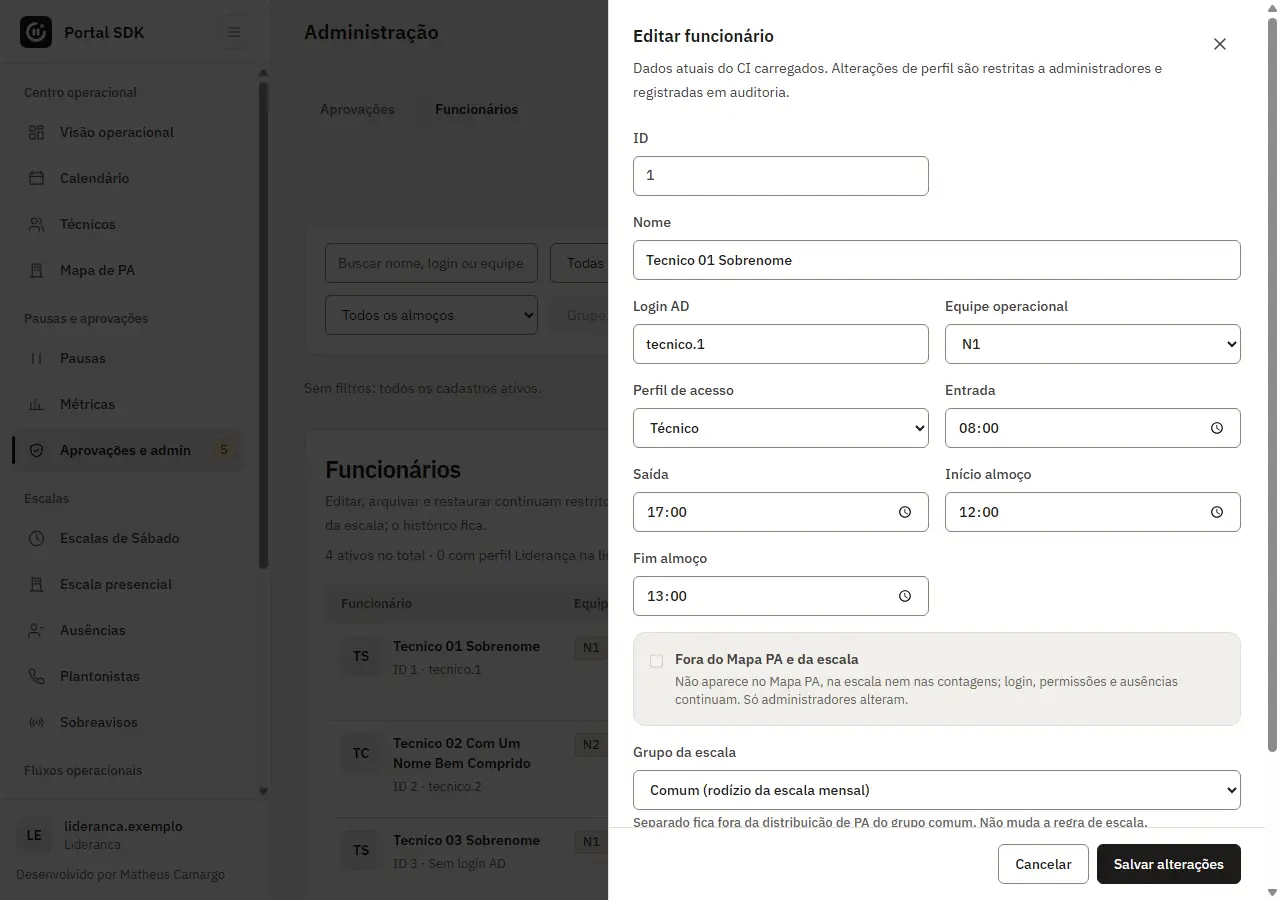 Portal SDK
Centro operacional
Visão operacional
Calendário
Técnicos
Mapa de PA
Pausas e aprovações
Pausas
Métricas
Aprovações e admin 5
Escalas
Escalas de Sábado
Escala presencial
Ausências
Plantonistas
Sobreavisos
Fluxos operacionais
LE
lideranca.exemplo
Lideranca
Desenvolvido por Matheus Camargo
Administração
Aprovações Funcionários
Buscar nome, login ou equipe Todas
Todos os almoços Grupo
Sem filtros: todos os cadastros ativos.
Funcionários
Editar, arquivar e restaurar continuam restrito
da escala; o histórico fica.
4 ativos no total · 0 com perfil Liderança na lis
Funcionário Equip
TS Tecnico 01 Sobrenome N1
ID 1 · tecnico.1
TC Tecnico 02 Com Um N2
Nome Bem Comprido
ID 2 · tecnico.2
TS Tecnico 03 Sobrenome N1
ID 3 · Sem login AD
Editar funcionário
Dados atuais do CI carregados. Alterações de perfil são restritas a administradores e
registradas em auditoria.
ID
1
Nome
Tecnico 01 Sobrenome
Login AD Equipe operacional
tecnico.1 N1
Perfil de acesso Entrada
Técnico 08:00
Saída Início almoço
17:00 12:00
Fim almoço
13:00
Fora do Mapa PA e da escala
Não aparece no Mapa PA, na escala nem nas contagens; login, permissões e ausências
continuam. Só administradores alteram.
Grupo da escala
Comum (rodízio da escala mensal)
Separado fica fora da distribuição de PA do grupo comum. Não muda a regra de escala.
Cancelar Salvar alterações